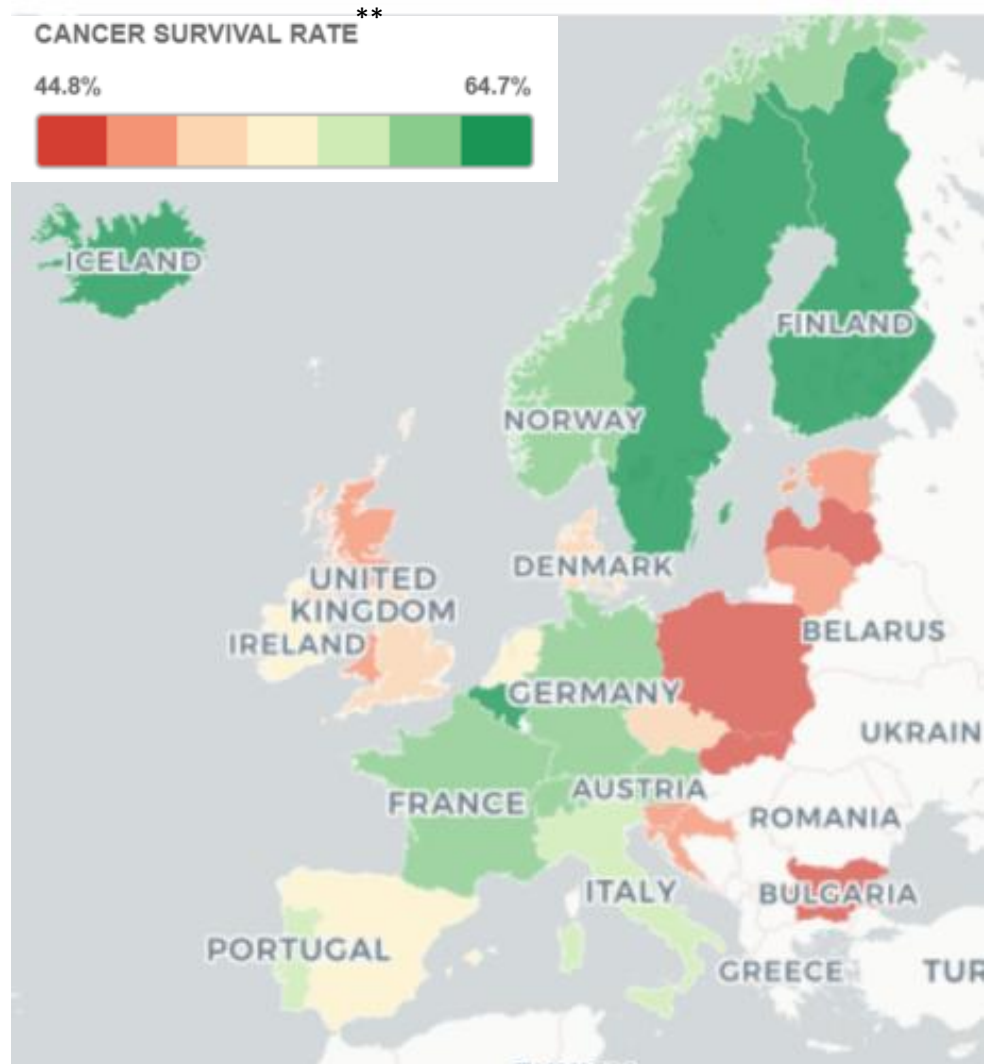 **
CANCER SURVIVAL RATE
44.8% 64.7%
ICELAND
FINLAND
NORWAY
DENMARK
UNITED
KINGDOM
IRELAND
BELARUS
GERMANY
UKRAIN
AUSTRIA
FRANCE
ROMANIA
ITALY
BULGARIA
PORTUGAL
GREECE
TUR